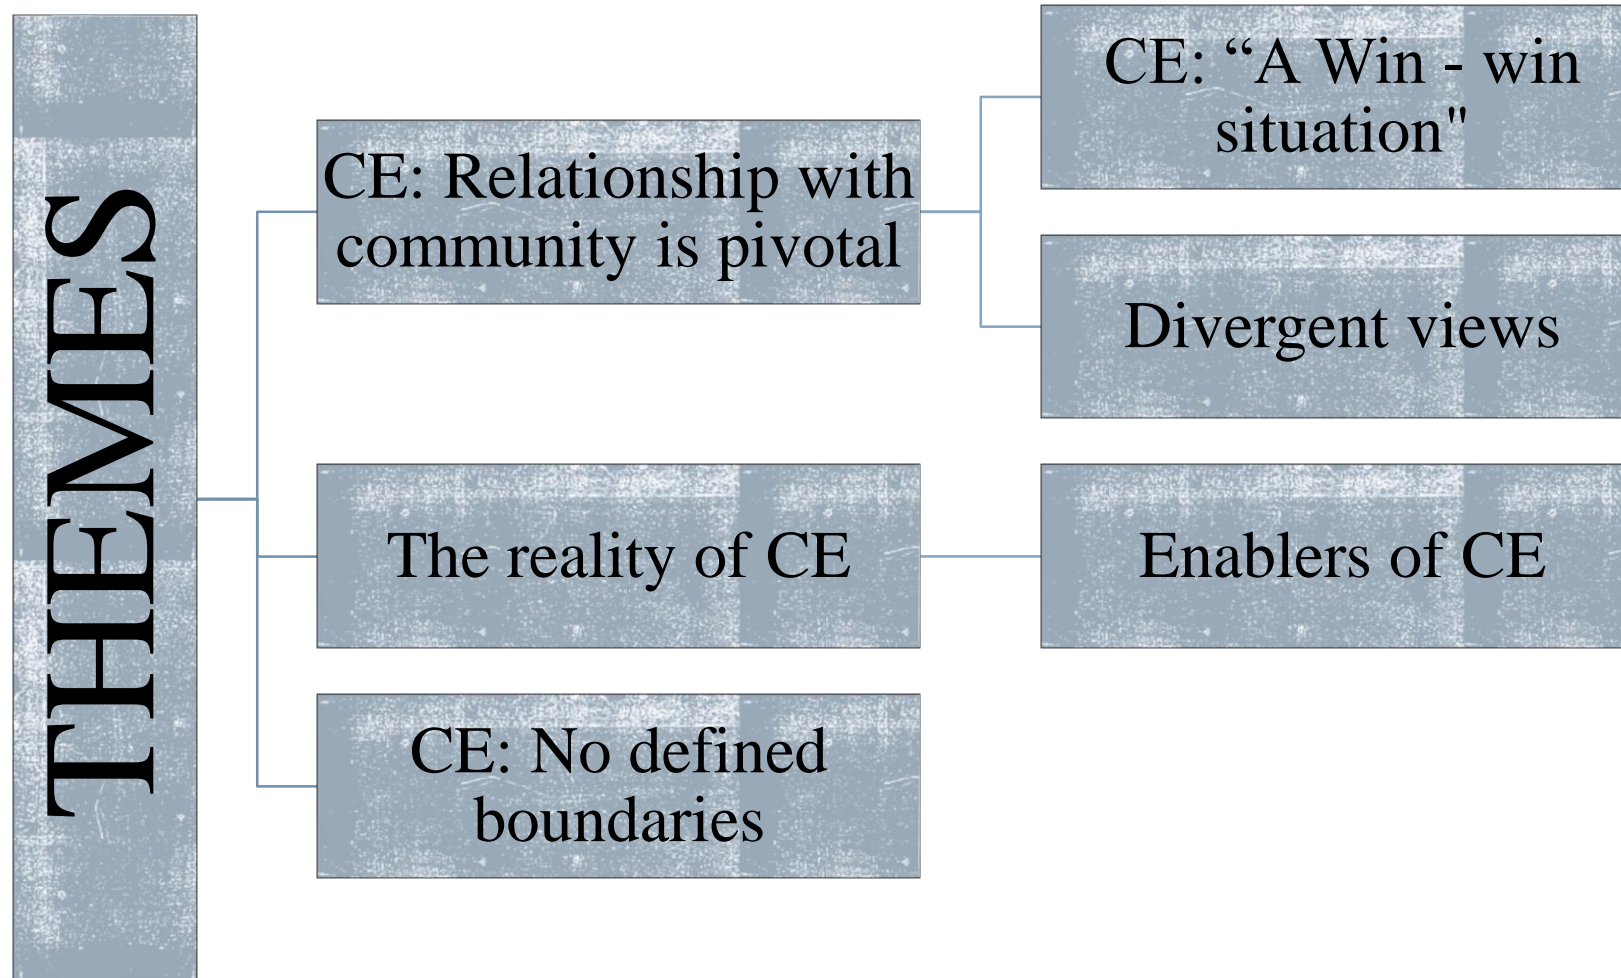 THEMES
CE: Relationship with
community is pivotal
CE: “A Win - win
situation"
Divergent views
The reality of CE
Enablers of CE
CE: No defined
boundaries